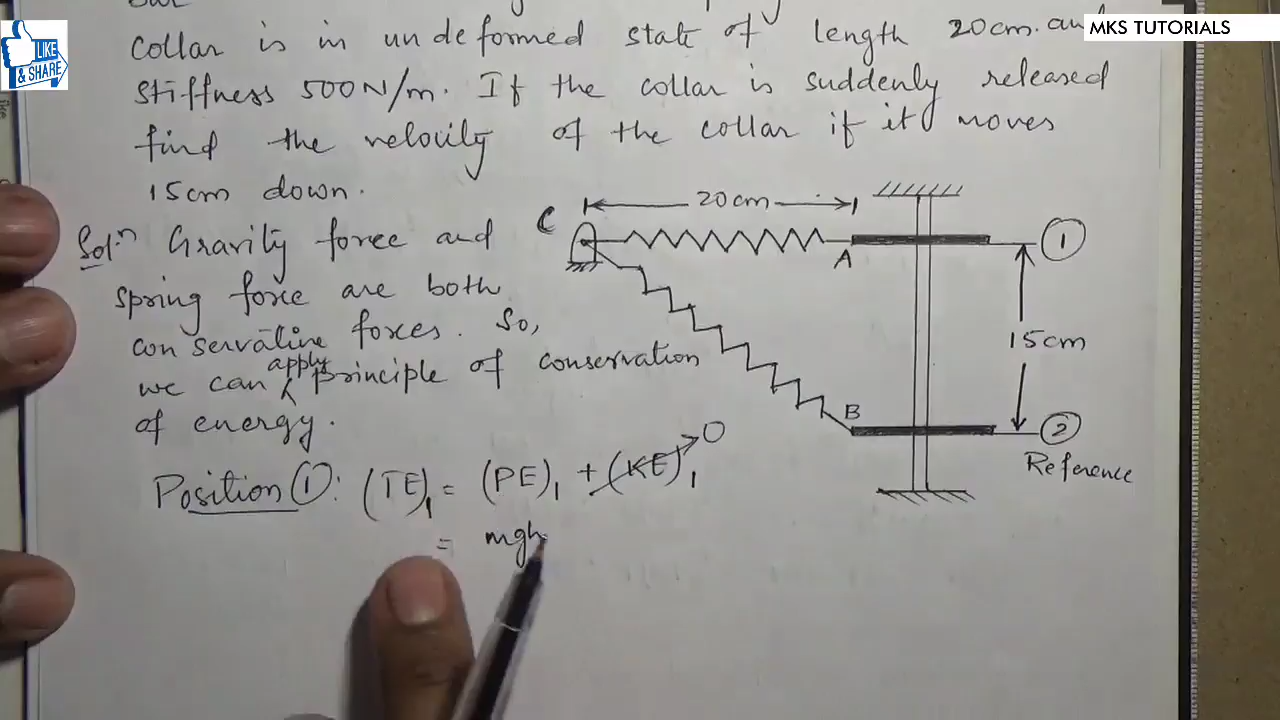 collar is in undeformed state of length 20cm. and
stiffness 500N/m. If the collar is suddenly released
find the velocity of the collar if it moves
15cm down.
Sol:n Gravity force and
spring force are both
conservative forces. So,
we can apply principle of conservation
of energy.
Position ①: (TE)1 = (PE)1 + (KE)1 0
= mgh
C
20cm
A
①
15cm
B
②
Reference
LIKE
& SHARE
MKS TUTORIALS